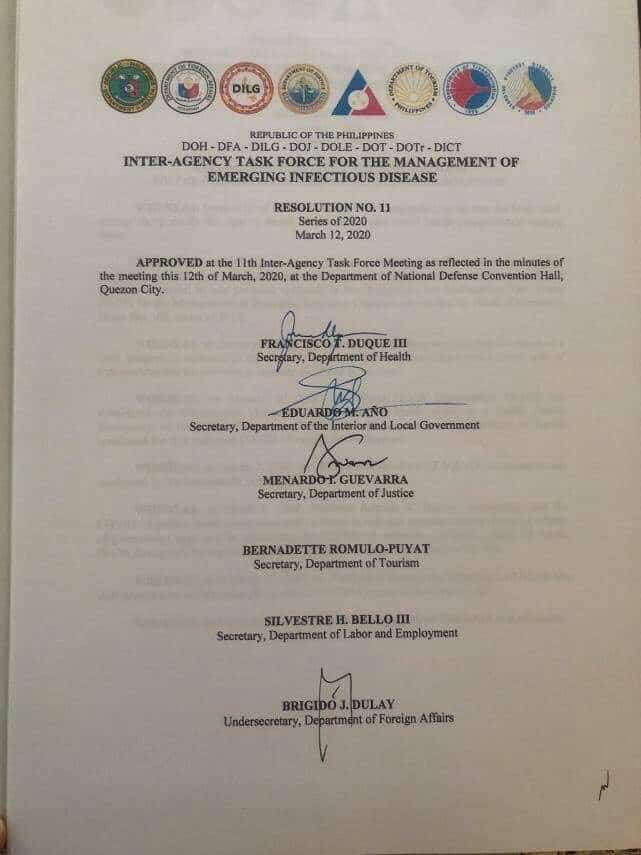 DILG
REPUBLIC OF THE PHILIPPINES
DOH - DFA - DILG - DOJ - DOLE - DOT - DOTr - DICT
INTER-AGENCY TASK FORCE FOR THE MANAGEMENT OF
EMERGING INFECTIOUS DISEASE
RESOLUTION NO. 11
Series of 2020
March 12, 2020
APPROVED at the 11th Inter-Agency Task Force Meeting as reflected in the minutes of
the meeting this 12th of March, 2020, at the Department of National Defense Convention Hall,
Quezon City.
FRANCISCO T. DUQUE III
Secretary, Department of Health
EDUARDO M. AÑO
Secretary, Department of the Interior and Local Government
MENARDO I. GUEVARRA
Secretary, Department of Justice
BERNADETTE ROMULO-PUYAT
Secretary, Department of Tourism
SILVESTRE H. BELLO III
Secretary, Department of Labor and Employment
BRIGIDO J. DULAY
Undersecretary, Department of Foreign Affairs